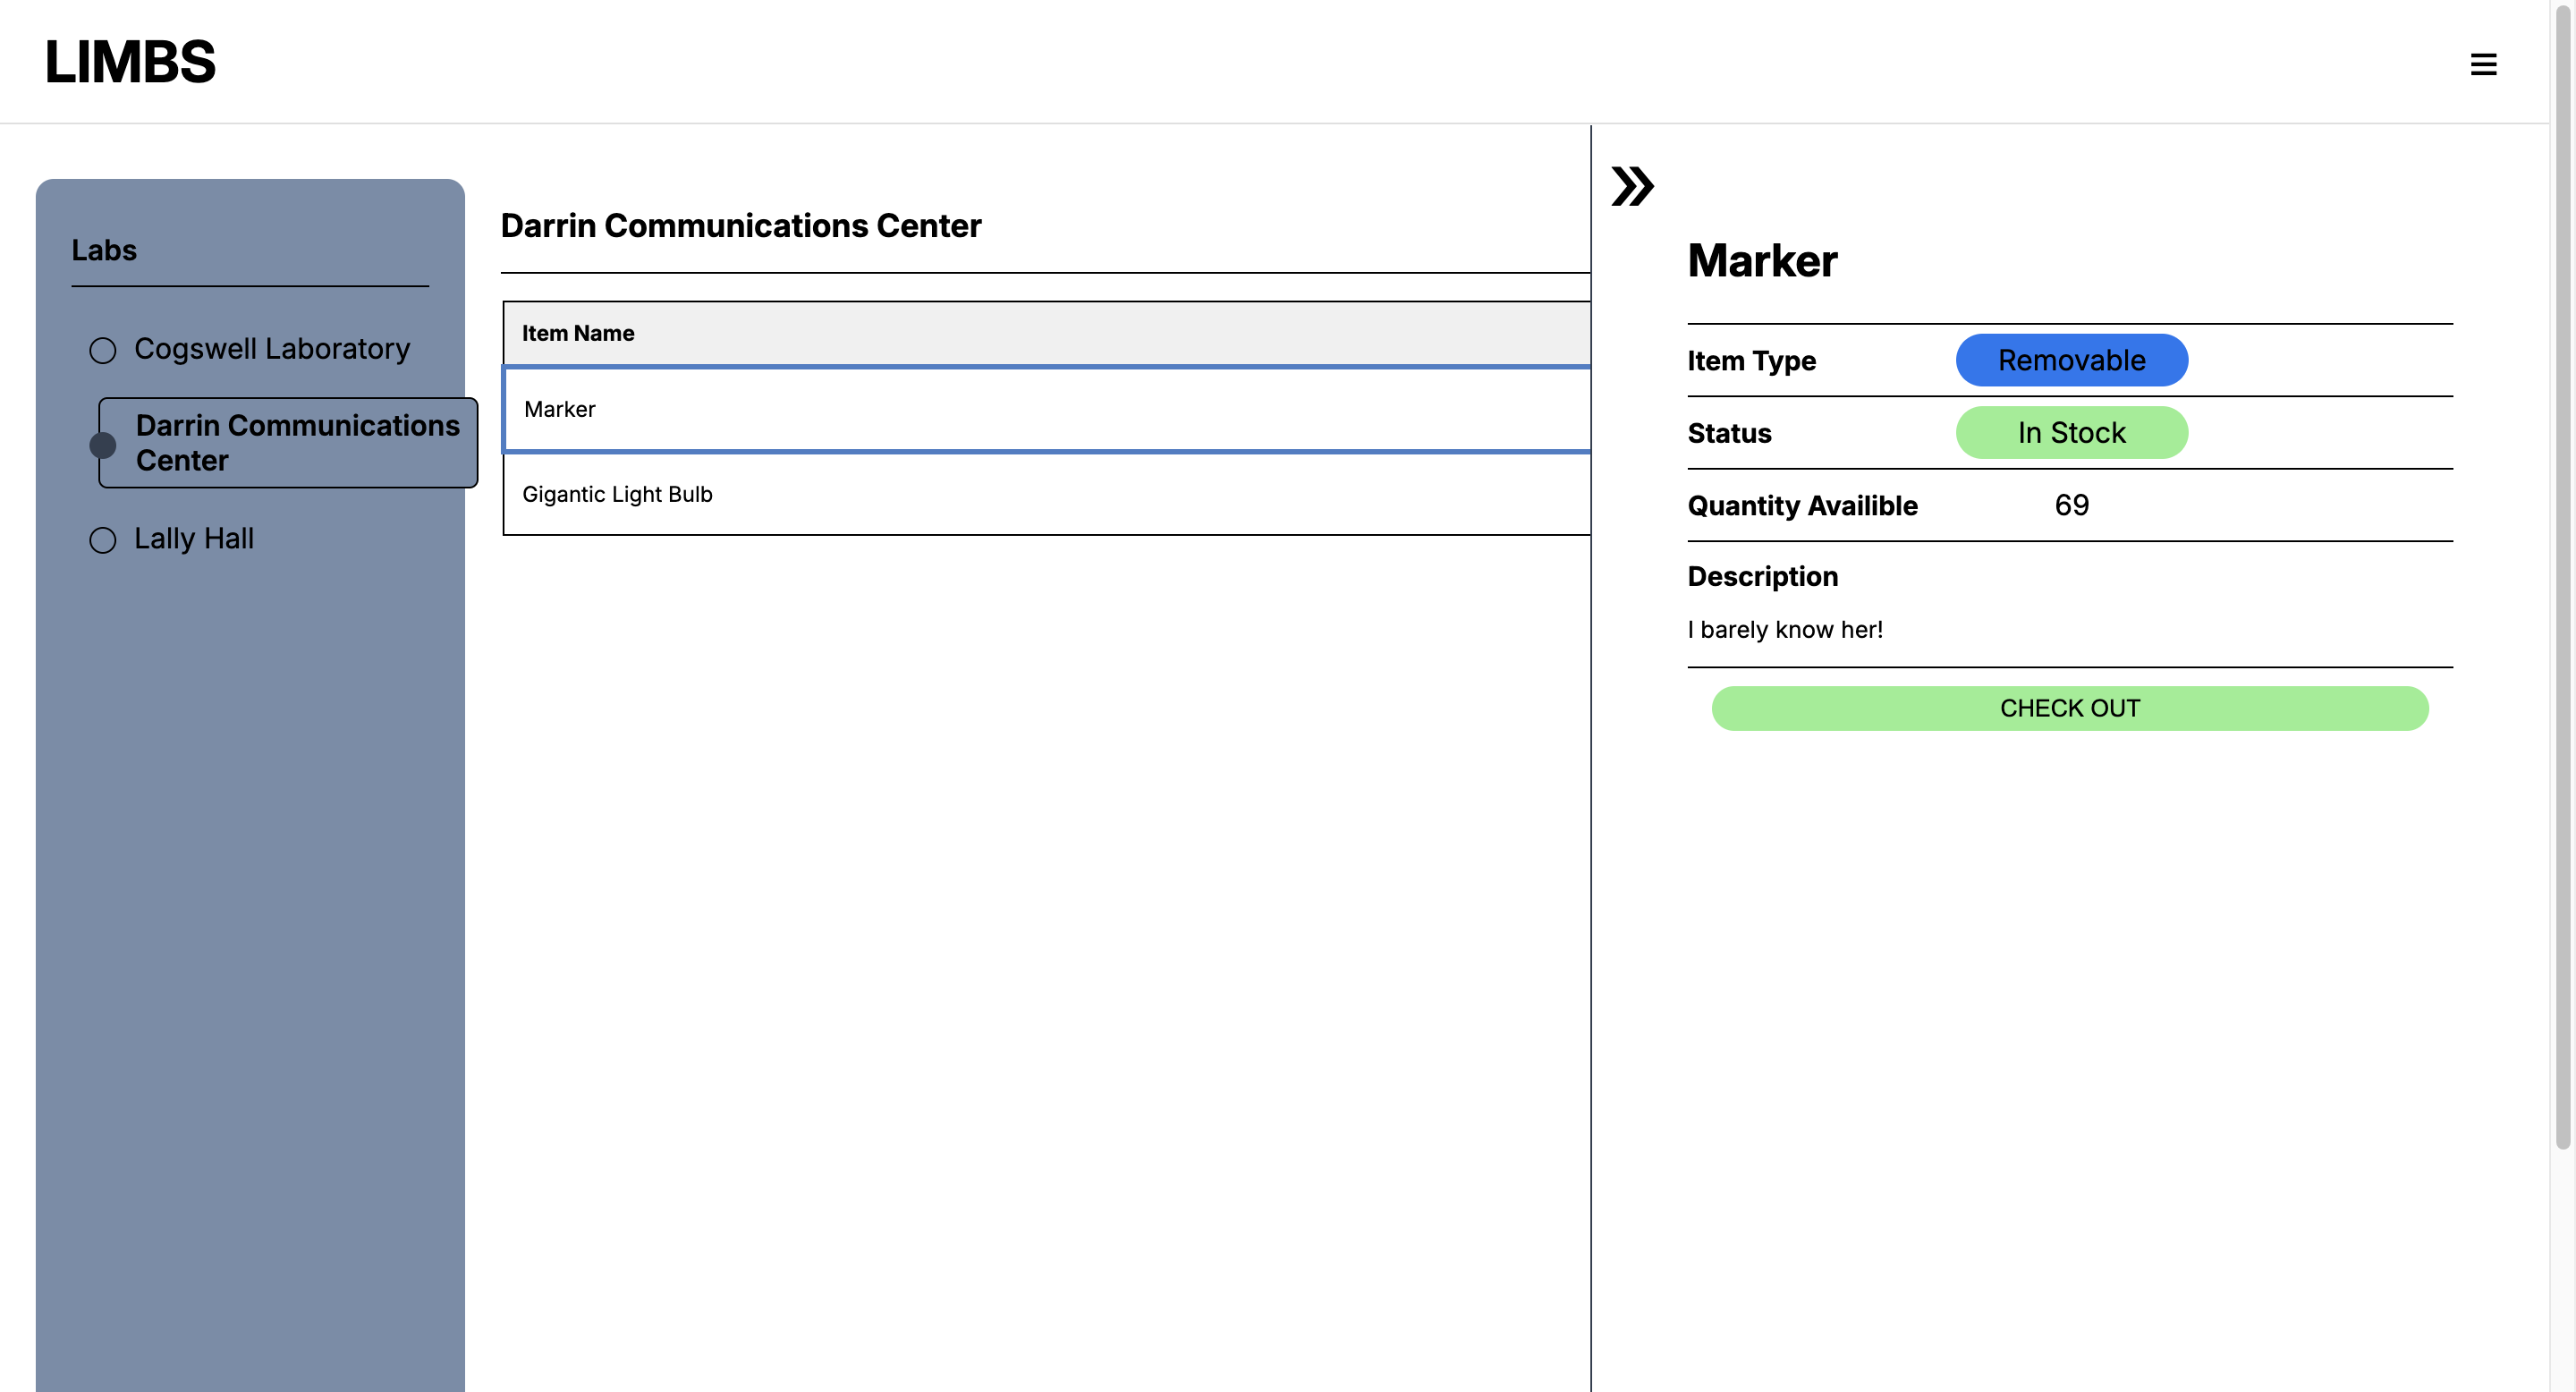 LIMBS
Labs
Cogswell Laboratory
Darrin Communications
Center
Lally Hall
Darrin Communications Center
Item Name
Marker
Gigantic Light Bulb
Marker
Item Type Removable
Status In Stock
Quantity Availible 69
Description
I barely know her!
CHECK OUT